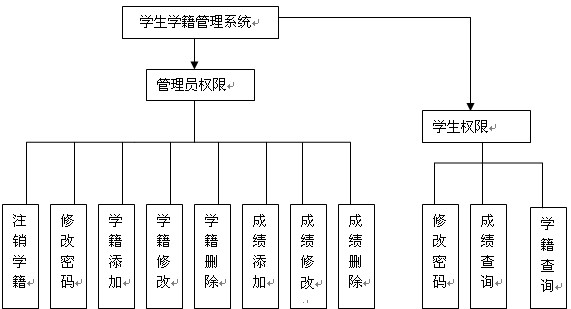 学生学籍管理系统
管理员权限
学生权限
注销学籍
修改密码
学籍添加
学籍修改
学籍删除
成绩添加
成绩修改
成绩删除
修改密码
成绩查询
学籍查询